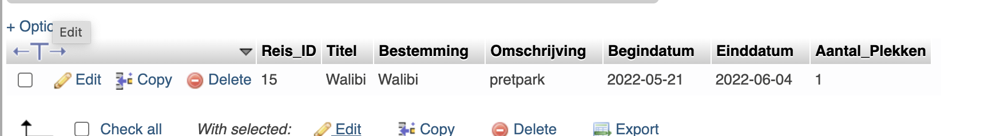 + Optio
Edit
Reis_ID Titel Bestemming Omschrijving Begindatum Einddatum Aantal_Plekken
Edit Copy Delete 15 Walibi Walibi pretpark 2022-05-21 2022-06-04 1
Check all With selected: Edit Copy Delete Export